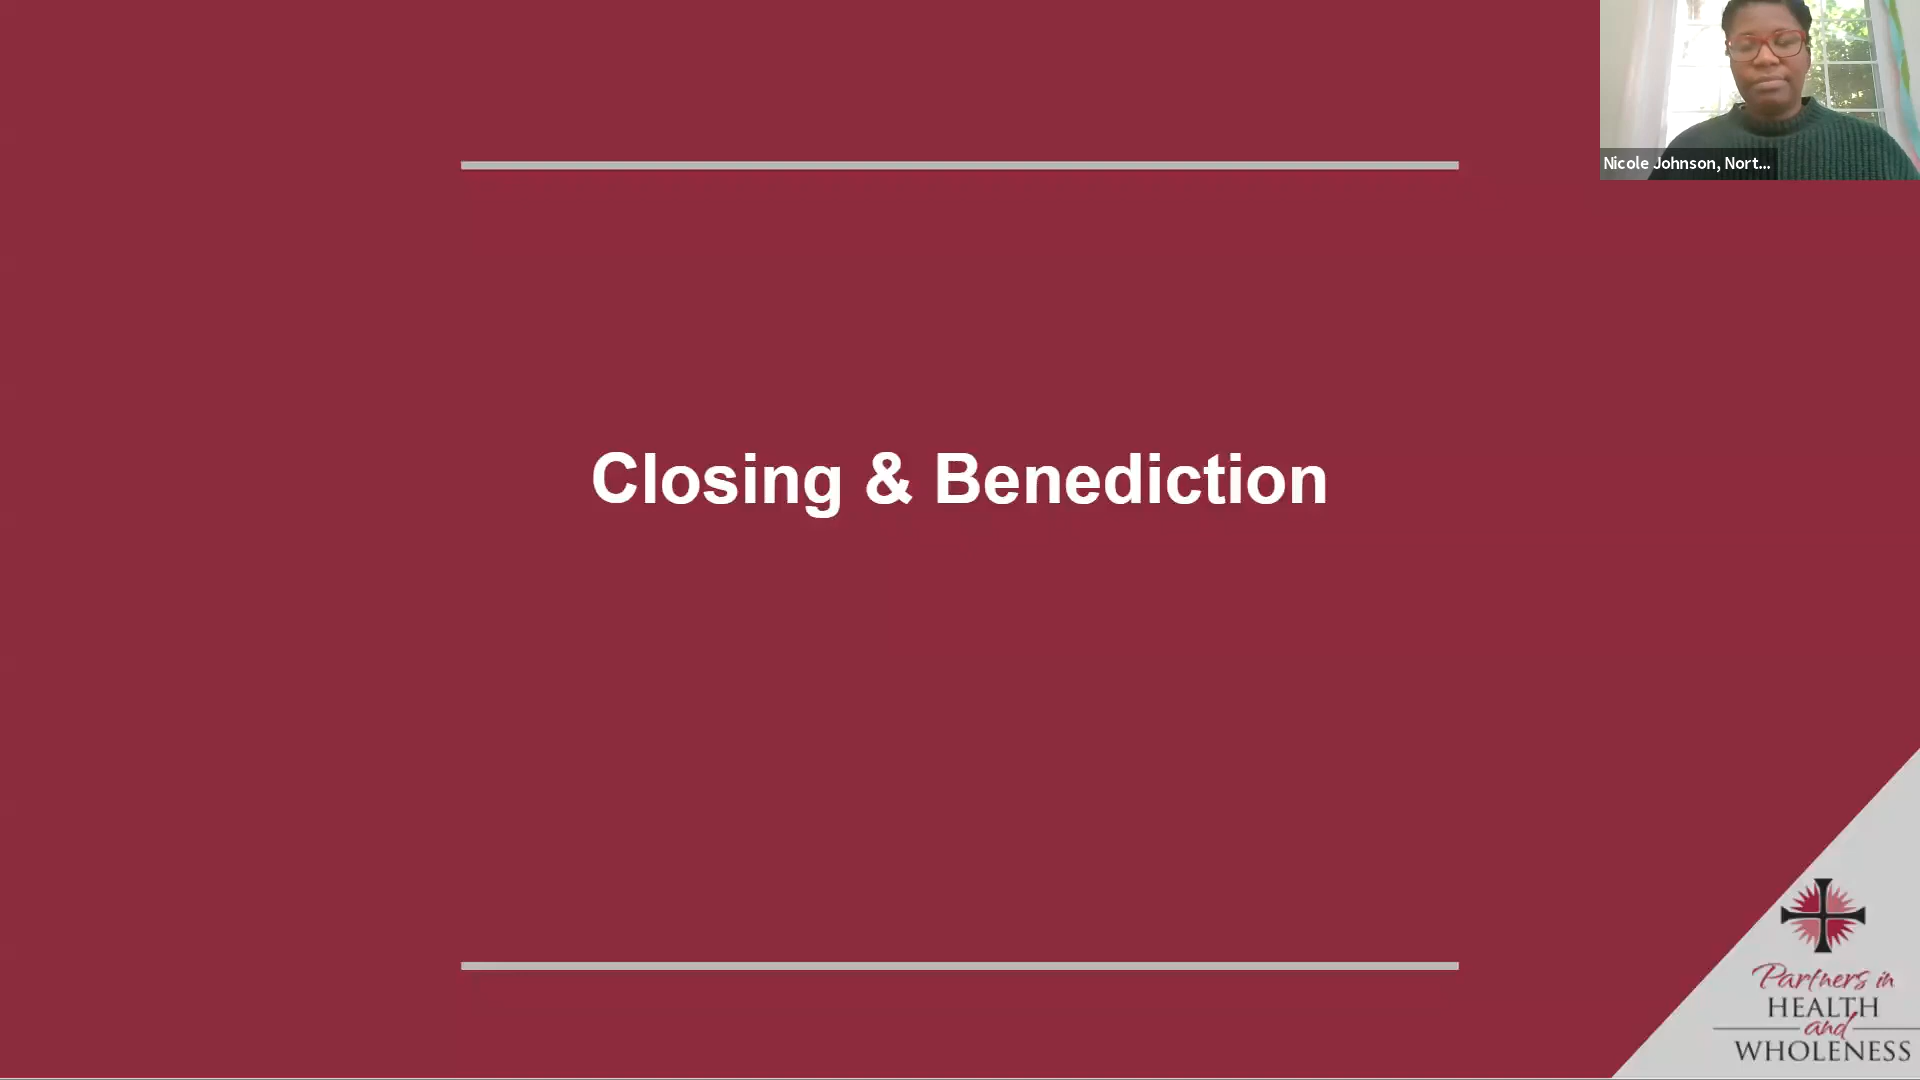 Nicole Johnson, Nort...
Closing & Benediction
Partners in
HEALTH
and
WHOLENESS